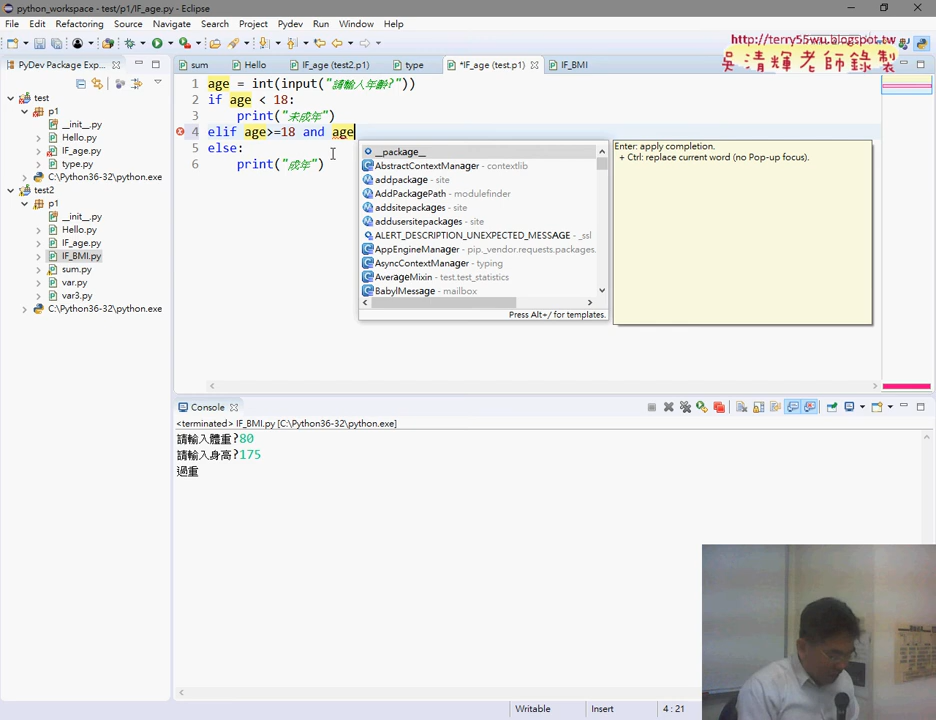 python_workspace - test/p1/IF_age.py - Eclipse
File Edit Refactoring Source Navigate Search Project Pydev Run Window Help
http://terry55wu.blogspot.tw
吳清輝老師錄製
PyDev Package Exp...
sum
Hello
IF_age (test2.p1)
type
*IF_age (test.p1)
IF_BMI
test
p1
__init__.py
Hello.py
IF_age.py
type.py
C:\Python36-32\python.exe
test2
p1
__init__.py
Hello.py
IF_age.py
IF_BMI.py
sum.py
var.py
var3.py
C:\Python36-32\python.exe
1 age = int(input("請輸入年齡?"))
2 if age < 18:
3 print("未成年")
4 elif age>=18 and age
5 else:
6 print("成年")
__package__
AbstractContextManager - contextlib
addpackage - site
AddPackagePath - modulefinder
addsitepackages - site
addusersitepackages - site
ALERT_DESCRIPTION_UNEXPECTED_MESSAGE - _ssl
AppEngineManager - pip._vendor.requests.packages.
AsyncContextManager - typing
AverageMixin - test.test_statistics
BabylMessage - mailbox
Press Alt+/ for templates.
Enter: apply completion.
+ Ctrl: replace current word (no Pop-up focus).
Console
<terminated> IF_BMI.py [C:\Python36-32\python.exe]
請輸入體重?80
請輸入身高?175
過重
Writable Insert 4 : 21